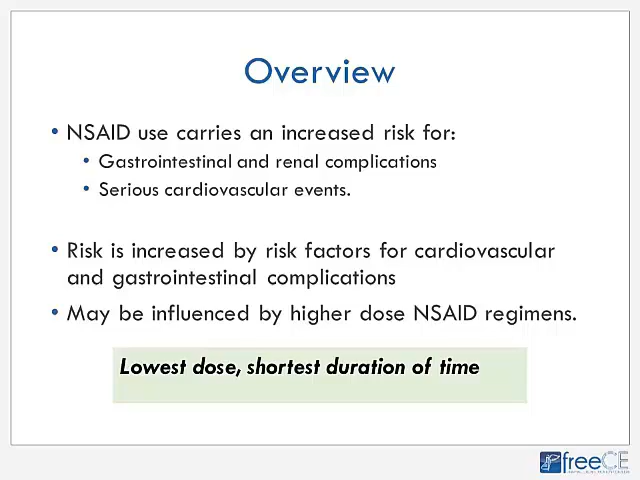 Overview
• NSAID use carries an increased risk for:
• Gastrointestinal and renal complications
• Serious cardiovascular events.
• Risk is increased by risk factors for cardiovascular
and gastrointestinal complications
• May be influenced by higher dose NSAID regimens.
Lowest dose, shortest duration of time
freeCE